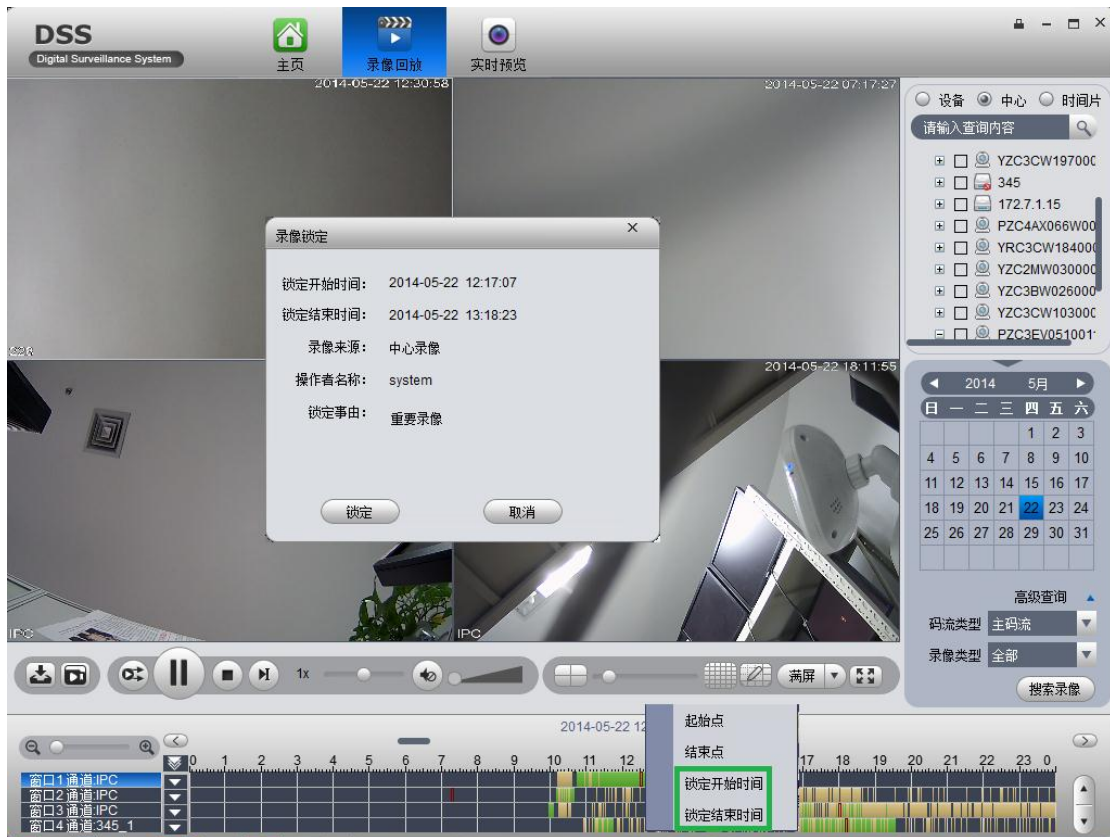 DSS
Digital Surveillance System
主页
录像回放
实时预览
2014-05-22 12:30:58
2014-05-22 07:17:27
设备 中心 时间片
请输入查询内容
YZC3CW19700C
345
172.7.1.15
PZC4AX066W00
YRC3CW184000
YZC2MW030000
YZC3BW026000
YZC3CW10300C
PZC3EV051001
录像锁定
锁定开始时间: 2014-05-22 12:17:07
锁定结束时间: 2014-05-22 13:18:23
录像来源: 中心录像
操作者名称: system
锁定事由: 重要录像
锁定 取消
2014-05-22 18:11:55
IPC
IPC
2014 5月
日 一 二 三 四 五 六
1 2 3
4 5 6 7 8 9 10
11 12 13 14 15 16 17
18 19 20 21 22 23 24
25 26 27 28 29 30 31
高级查询
码流类型 主码流
录像类型 全部
搜索录像
1x
满屏
2014-05-22 12
起始点
结束点
锁定开始时间
锁定结束时间
0 1 2 3 4 5 6 7 8 9 10 11 12 17 18 19 20 21 22 23 0
窗口1通道:IPC
窗口2通道:IPC
窗口3通道:IPC
窗口4通道:345_1